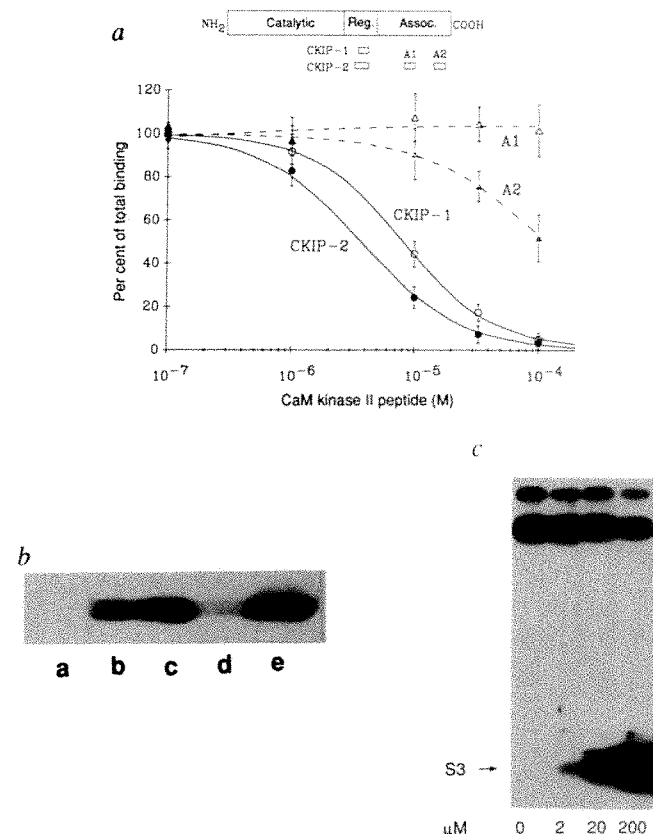 a
NH2 Catalytic Reg. Assoc. COOH
CKIP-1 A1 A2
CKIP-2
120
100
80
60
40
20
0
Per cent of total binding
A1
A2
CKIP-1
CKIP-2
10-7 10-6 10-5 10-4
CaM kinase II peptide (M)
b
a b c d e
c
S3 →
μM 0 2 20 200